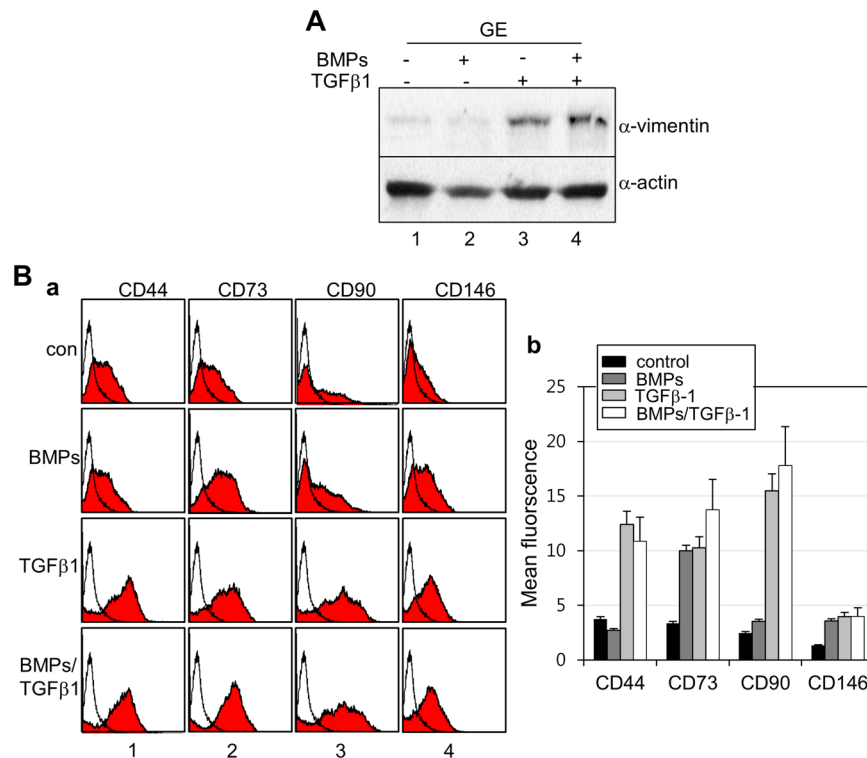 A
GE
BMPs - + - +
TGFβ1 - - + +
α-vimentin
α-actin
1 2 3 4
B
a
CD44 CD73 CD90 CD146
con
BMPs
TGFβ1
BMPs/
TGFβ1
1 2 3 4
b
control
BMPs
TGFβ-1
BMPs/TGFβ-1
25
20
15
10
5
0
Mean fluorscence
CD44 CD73 CD90 CD146